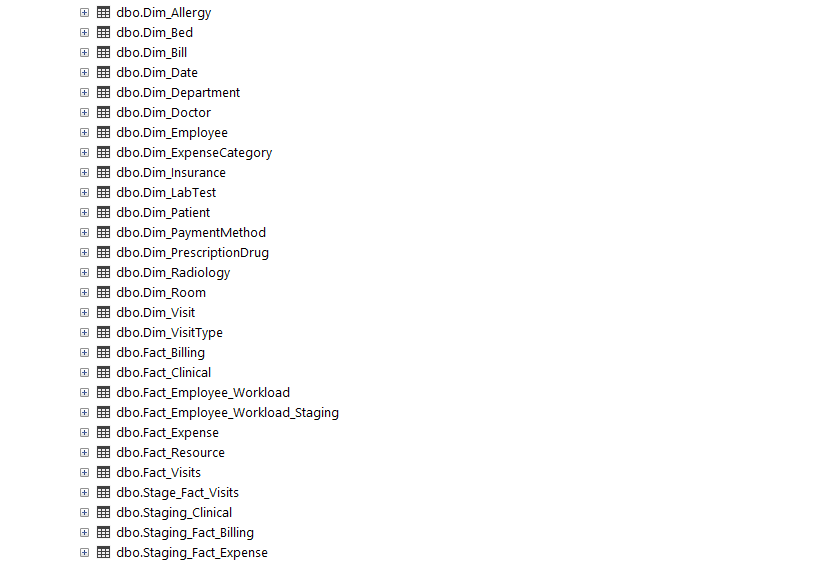 dbo.Dim_Allergy
dbo.Dim_Bed
dbo.Dim_Bill
dbo.Dim_Date
dbo.Dim_Department
dbo.Dim_Doctor
dbo.Dim_Employee
dbo.Dim_ExpenseCategory
dbo.Dim_Insurance
dbo.Dim_LabTest
dbo.Dim_Patient
dbo.Dim_PaymentMethod
dbo.Dim_PrescriptionDrug
dbo.Dim_Radiology
dbo.Dim_Room
dbo.Dim_Visit
dbo.Dim_VisitType
dbo.Fact_Billing
dbo.Fact_Clinical
dbo.Fact_Employee_Workload
dbo.Fact_Employee_Workload_Staging
dbo.Fact_Expense
dbo.Fact_Resource
dbo.Fact_Visits
dbo.Stage_Fact_Visits
dbo.Staging_Clinical
dbo.Staging_Fact_Billing
dbo.Staging_Fact_Expense